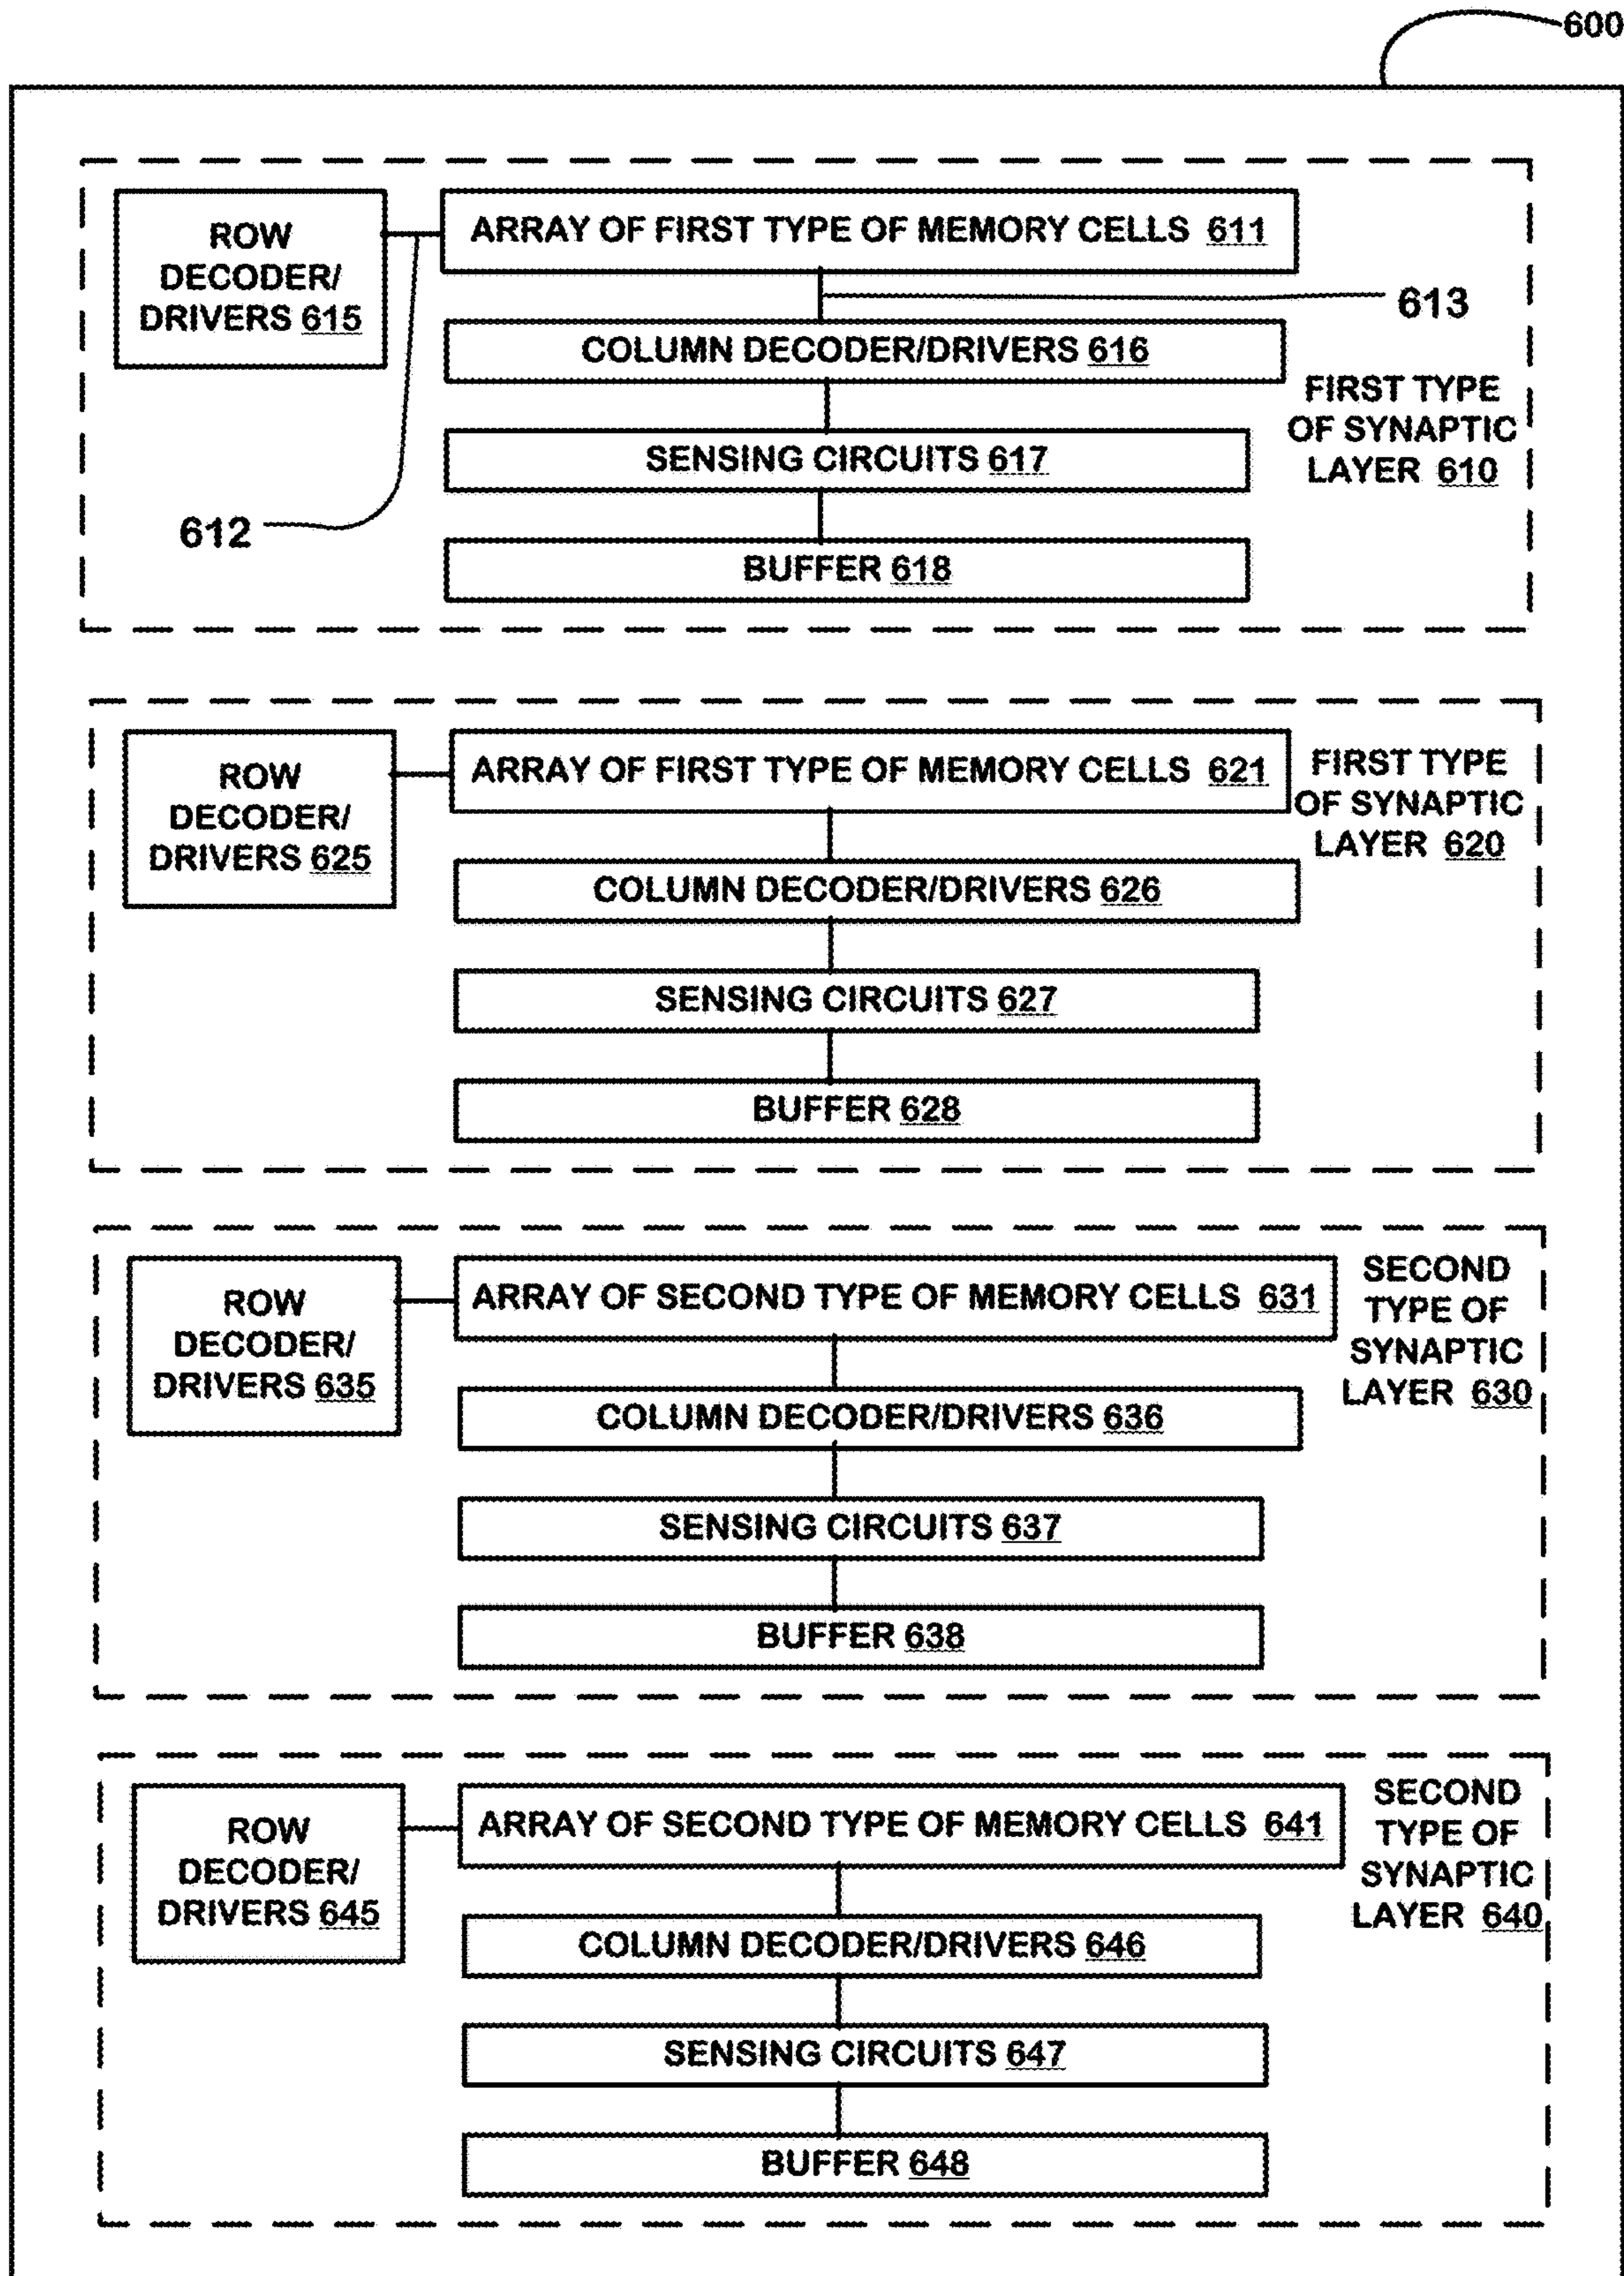 600
ROW
DECODER/
DRIVERS 615
ARRAY OF FIRST TYPE OF MEMORY CELLS 611
613
COLUMN DECODER/DRIVERS 616
FIRST TYPE
OF SYNAPTIC
LAYER 610
SENSING CIRCUITS 617
612
BUFFER 618
ROW
DECODER/
DRIVERS 625
ARRAY OF FIRST TYPE OF MEMORY CELLS 621
FIRST TYPE
OF SYNAPTIC
LAYER 620
COLUMN DECODER/DRIVERS 626
SENSING CIRCUITS 627
BUFFER 628
ROW
DECODER/
DRIVERS 635
ARRAY OF SECOND TYPE OF MEMORY CELLS 631
SECOND
TYPE OF
SYNAPTIC
LAYER 630
COLUMN DECODER/DRIVERS 636
SENSING CIRCUITS 637
BUFFER 638
ROW
DECODER/
DRIVERS 645
ARRAY OF SECOND TYPE OF MEMORY CELLS 641
SECOND
TYPE OF
SYNAPTIC
LAYER 640
COLUMN DECODER/DRIVERS 646
SENSING CIRCUITS 647
BUFFER 648